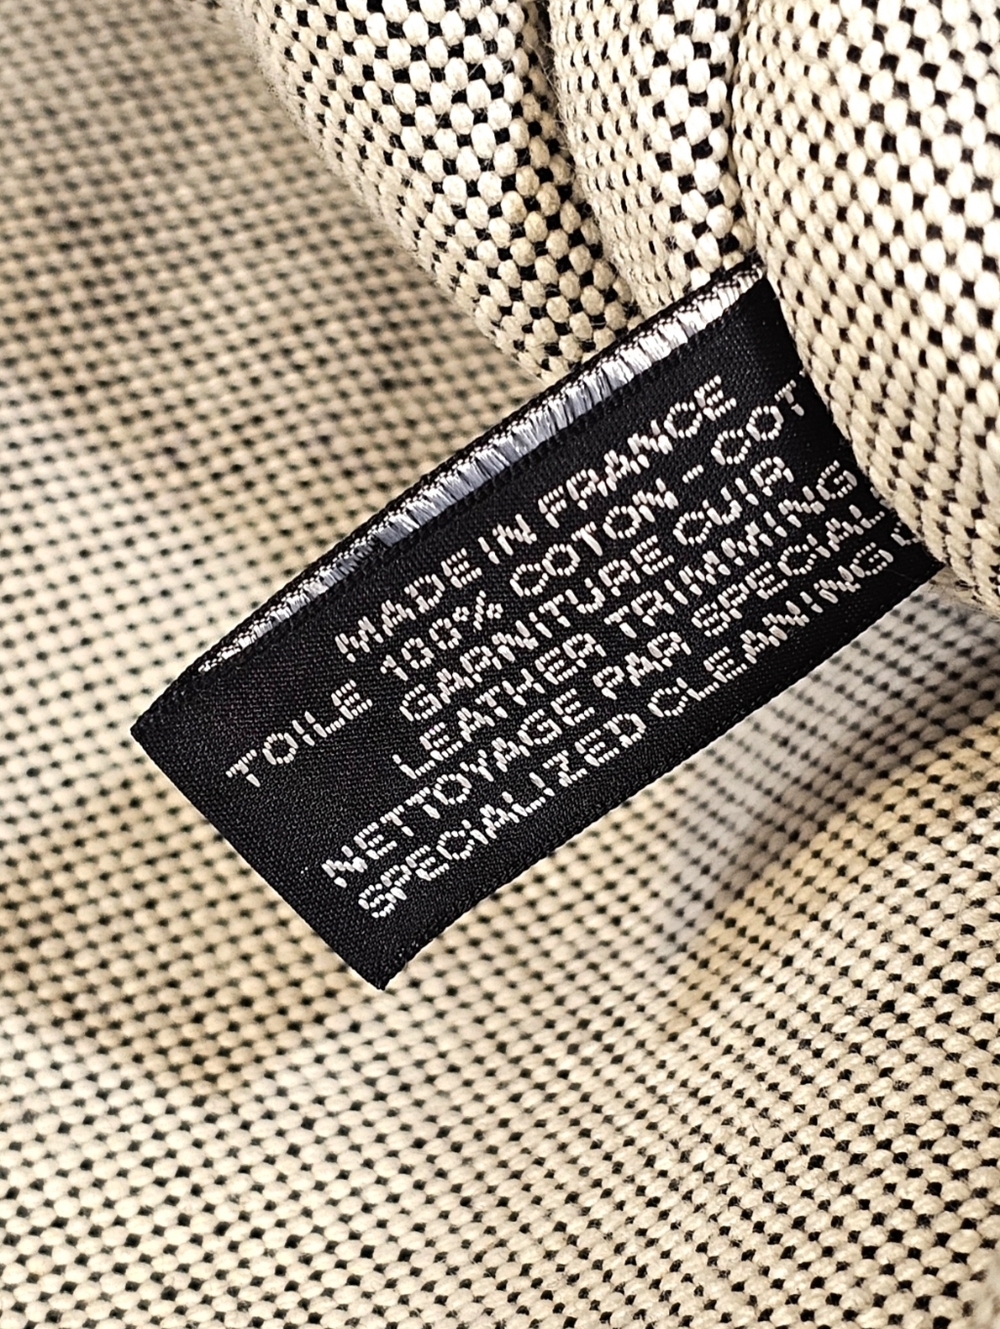 MADE IN FRANCE
TOILE 100% COTON - COT
GARNITURE CUIR
LEATHER TRIMMING
NETTOYAGE PAR SPECIAL
SPECIALIZED CLEANING